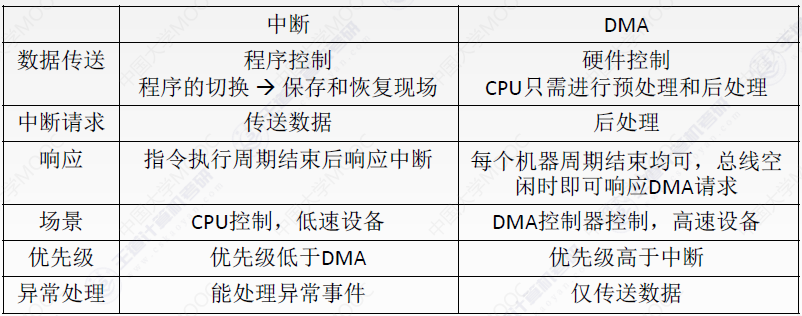 中断 DMA
数据传送 程序控制 硬件控制
程序的切换 → 保存和恢复现场 CPU只需进行预处理和后处理
中断请求 传送数据 后处理
响应 指令执行周期结束后响应中断 每个机器周期结束均可，总线空
闲时即可响应DMA请求
场景 CPU控制，低速设备 DMA控制器控制，高速设备
优先级 优先级低于DMA 优先级高于中断
异常处理 能处理异常事件 仅传送数据